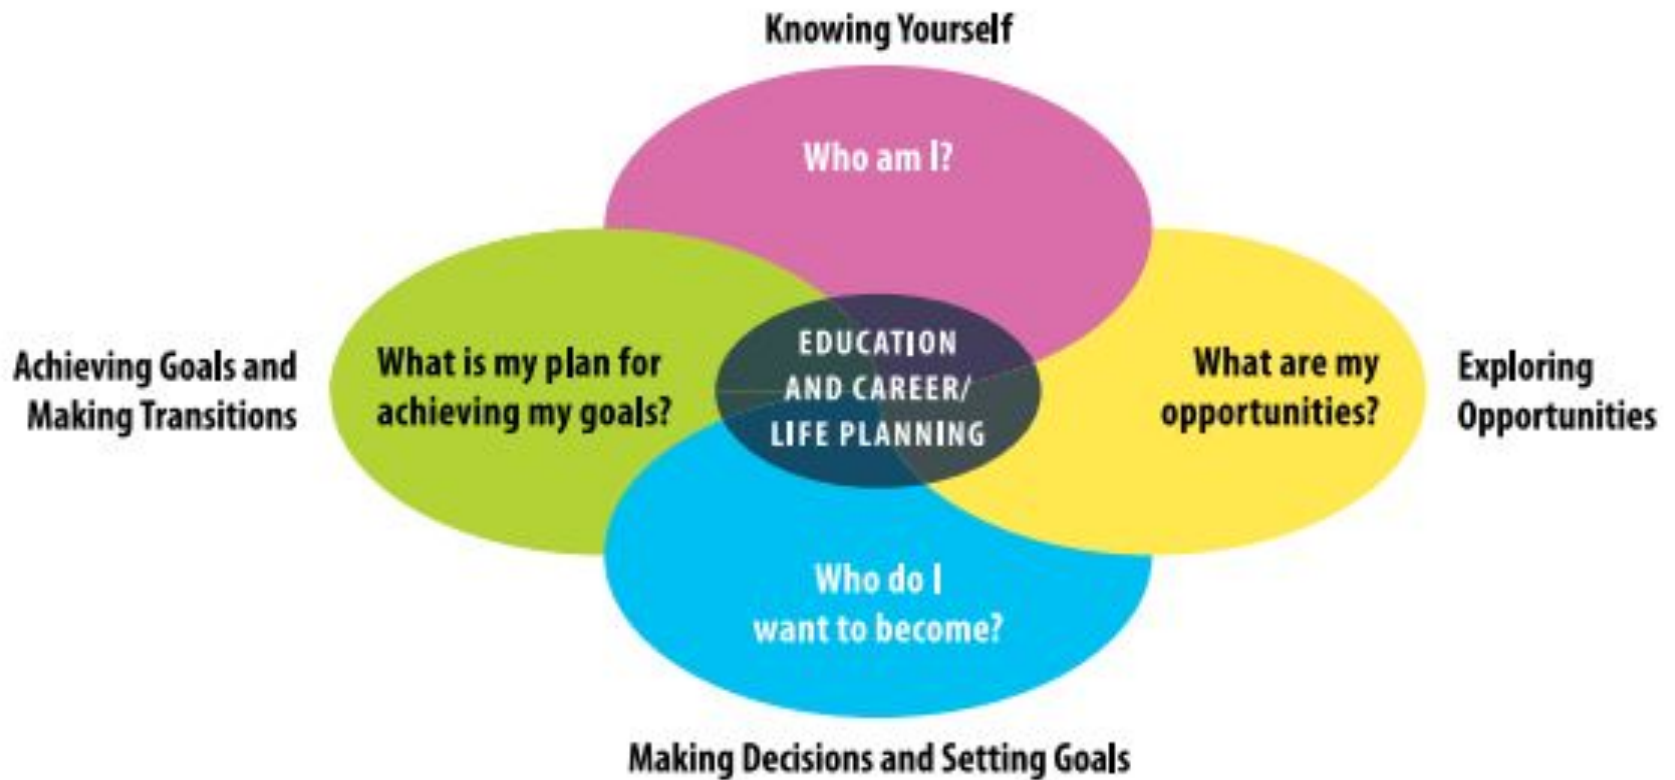 Knowing Yourself
Who am I?
Achieving Goals and
Making Transitions
What is my plan for
achieving my goals?
EDUCATION
AND CAREER/
LIFE PLANNING
What are my
opportunities?
Exploring
Opportunities
Who do I
want to become?
Making Decisions and Setting Goals